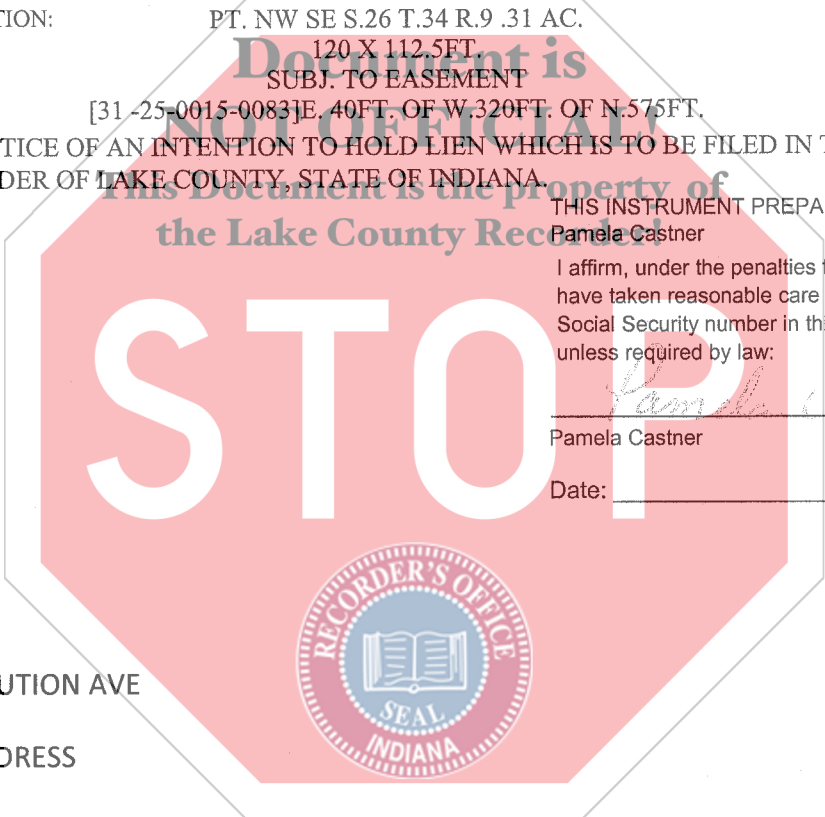 TION: PT. NW SE S.26 T.34 R.9 .31 AC.
120 X 112.5FT.
SUBJ. TO EASEMENT
[31 -25-0015-0083]E. 40FT. OF W.320FT. OF N.575FT.
TICE OF AN INTENTION TO HOLD LIEN WHICH IS TO BE FILED IN T
DER OF LAKE COUNTY, STATE OF INDIANA.
Document is
NOT OFFICIAL!
This Document is the property of
the Lake County Recorder!
THIS INSTRUMENT PREPA
Pamela Castner
I affirm, under the penalties f
have taken reasonable care
Social Security number in th
unless required by law:
Pamela C
Pamela Castner
Date:
STOP
RECORDER'S OFFICE
SEAL
INDIANA
UTION AVE
DRESS